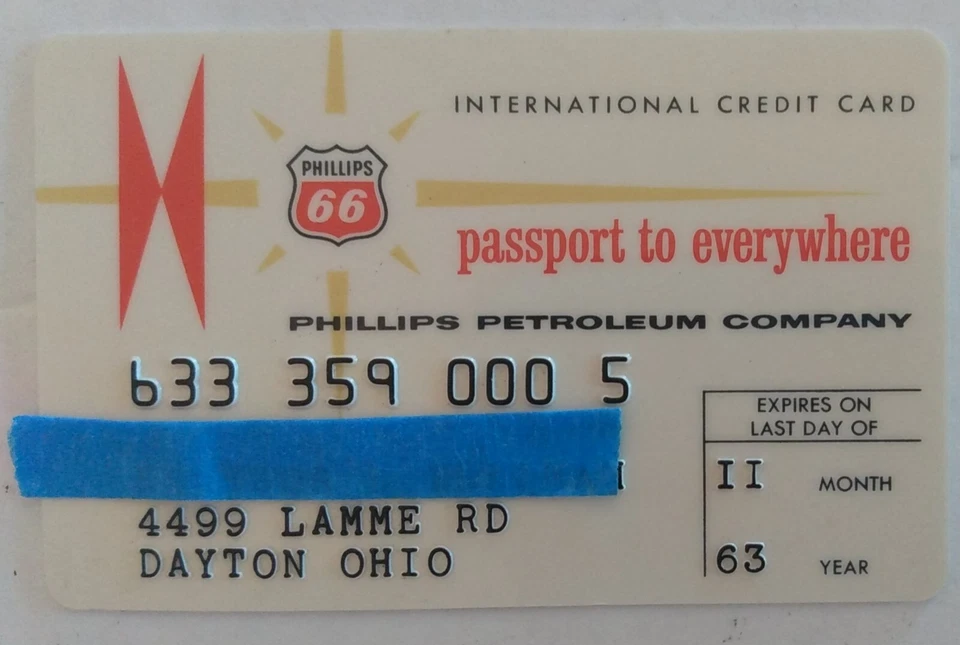 INTERNATIONAL CREDIT CARD
PHILLIPS
66
passport to everywhere
PHILLIPS PETROLEUM COMPANY
633 359 000 5
EXPIRES ON
LAST DAY OF
II MONTH
4499 LAMME RD
DAYTON OHIO
63 YEAR